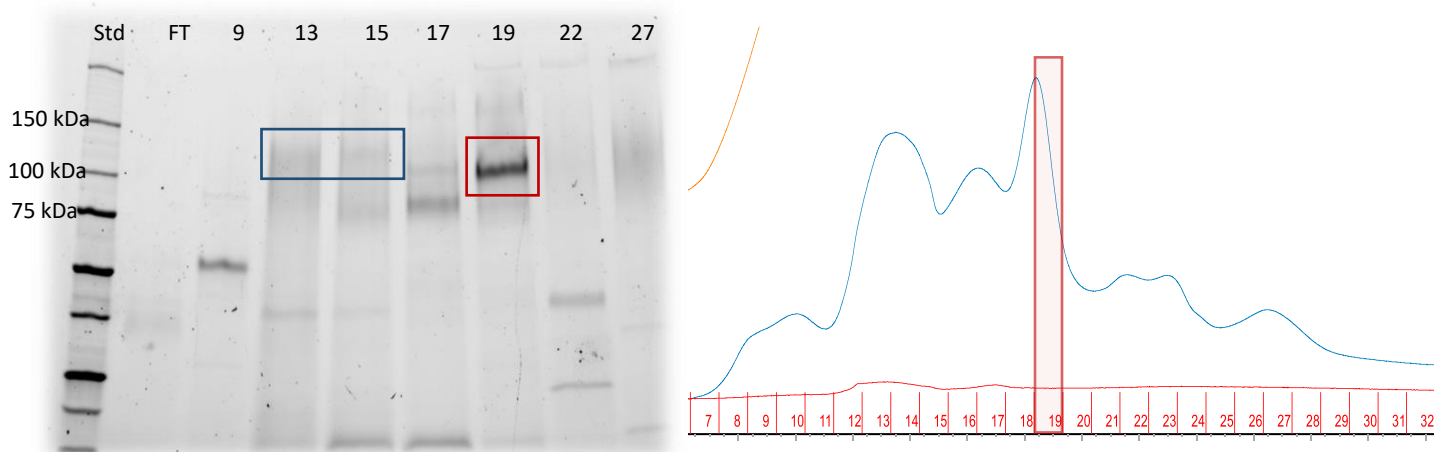 Std FT 9 13 15 17 19 22 27
150 kDa
100 kDa
75 kDa
7 8 9 10 11 12 13 14 15 16 17 18 19 20 21 22 23 24 25 26 27 28 29 30 31 32